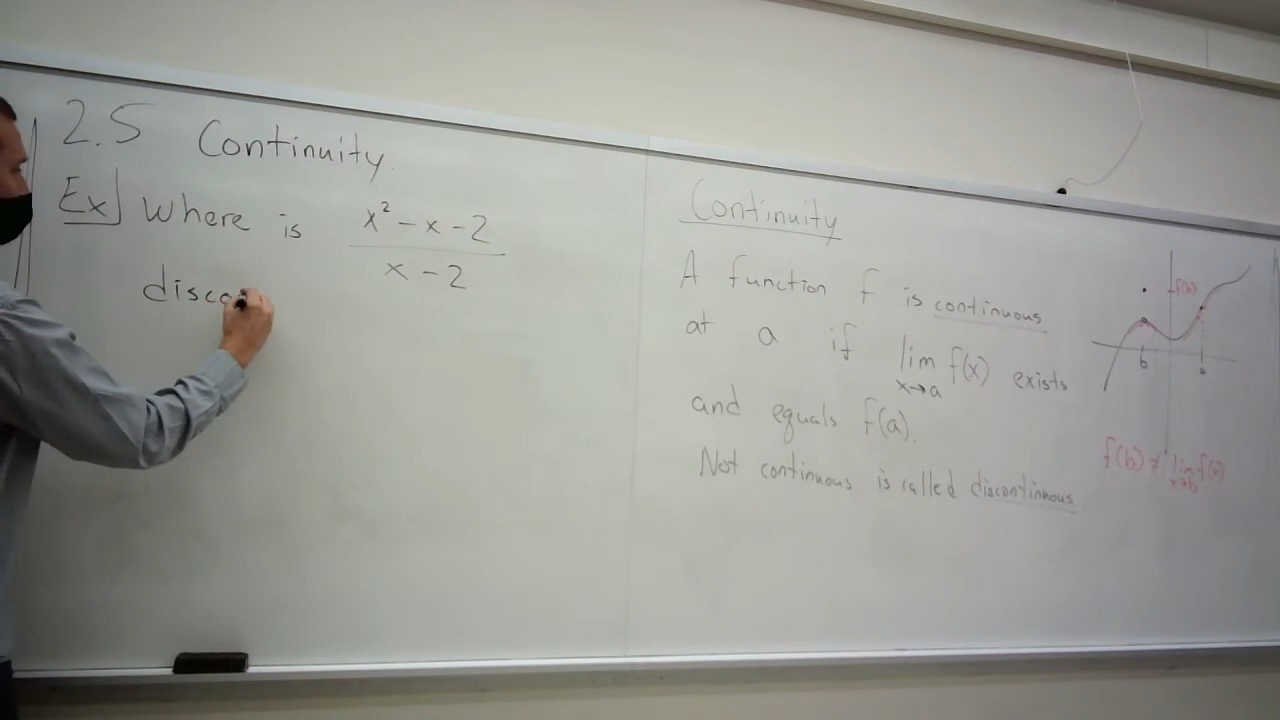 2.5 Continuity.
Ex] Where is x² - x - 2 / x - 2
disco
Continuity
A function f is continuous
at a if lim x→a f(x) exists
and equals f(a).
Not continuous is called discontinuous
f(b)
b a
f(b) ≠ lim x→b f(x)